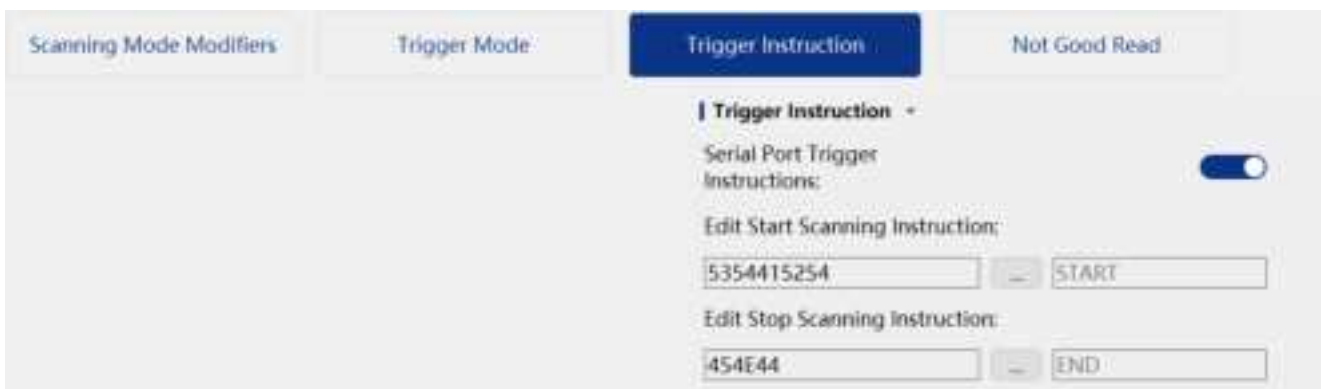 Scanning Mode Modifiers
Trigger Mode
Trigger Instruction
Not Good Read
Trigger Instruction
Serial Port Trigger
Instructions:
Edit Start Scanning Instruction:
5354415254 ... START
Edit Stop Scanning Instruction:
454E44 ... END